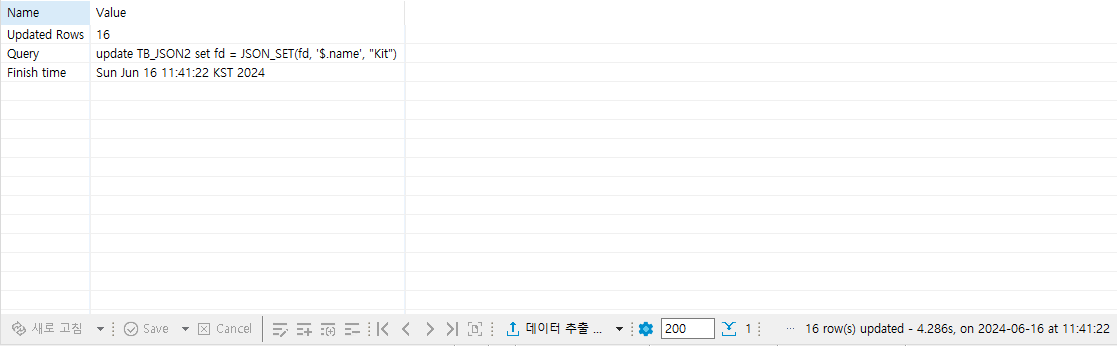 Name Value
Updated Rows 16
Query update TB_JSON2 set fd = JSON_SET(fd, '$.name', "Kit")
Finish time Sun Jun 16 11:41:22 KST 2024
새로 고침 Save Cancel 데이터 추출 ... 200 1 ... 16 row(s) updated - 4.286s, on 2024-06-16 at 11:41:22